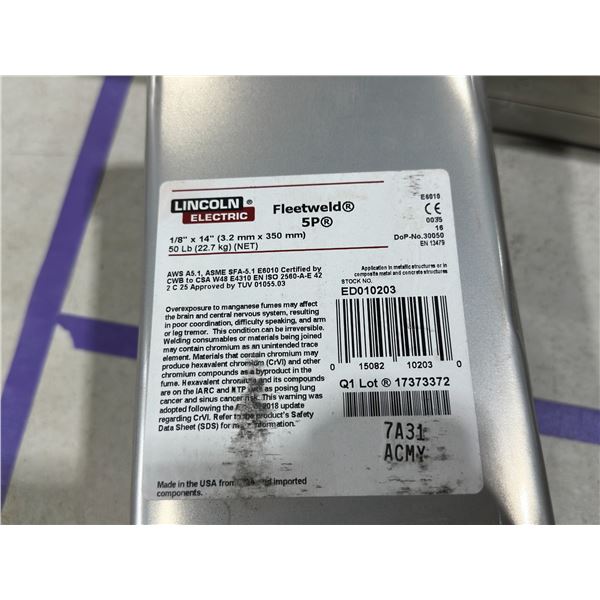 LINCOLN
ELECTRIC
Fleetweld®
5P®
1/8" x 14" (3.2 mm x 350 mm)
50 Lb (22.7 kg) (NET)
E6010
CE
0035
16
DoP-No.30050
EN 13479
AWS A5.1, ASME SFA-5.1 E6010 Certified by
CWB to CSA W48 E4310 EN ISO 2560-A-E 42
2 C 25 Approved by TUV 01055.03
Application in metallic structures or in
composite metal and concrete structures
STOCK NO.
ED010203
Overexposure to manganese fumes may affect
the brain and central nervous system, resulting
in poor coordination, difficulty speaking, and arm
or leg tremor. This condition can be irreversible.
Welding consumables or materials being joined
may contain chromium as an unintended trace
element. Materials that contain chromium may
produce hexavalent chromium (CrVI) and other
chromium compounds as a byproduct in the
fume. Hexavalent chromium and its compounds
are on the IARC and NTP as posing lung
cancer and sinus cancer risk. This warning was
adopted following the 2018 update
regarding CrVI. Refer to the product's Safety
Data Sheet (SDS) for more information.
0 15082 10203 0
Q1 Lot ® 17373372
7A31
ACMY
Made in the USA from and imported
components.